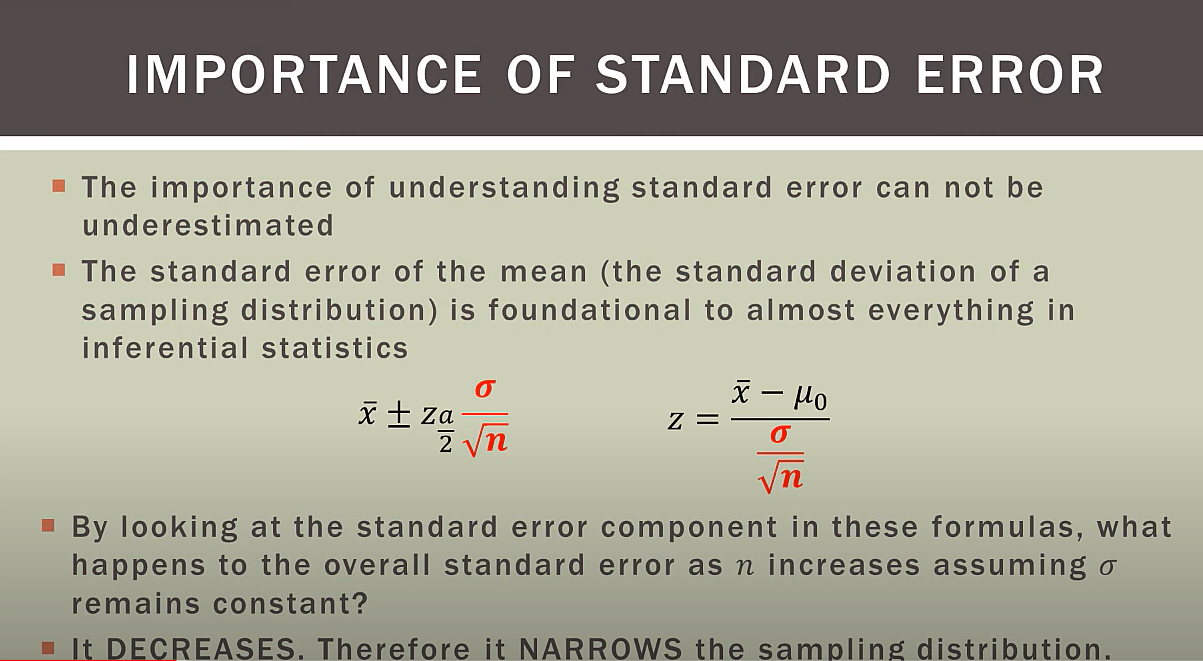 IMPORTANCE OF STANDARD ERROR
The importance of understanding standard error can not be
underestimated
The standard error of the mean (the standard deviation of a
sampling distribution) is foundational to almost everything in
inferential statistics
x̄ ± z_(a/2) σ/√n
z = (x̄ − μ₀)/(σ/√n)
By looking at the standard error component in these formulas, what
happens to the overall standard error as n increases assuming σ
remains constant?
It DECREASES. Therefore it NARROWS the sampling distribution.